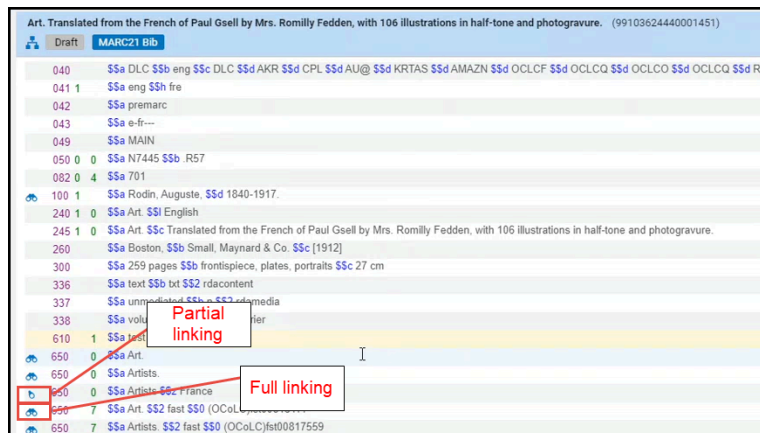 Art. Translated from the French of Paul Gsell by Mrs. Romilly Fedden, with 106 illustrations in half-tone and photogravure. (99103624440001451)
Draft MARC21 Bib
040 $$a DLC $$b eng $$c DLC $$d AKR $$d CPL $$d AU@ $$d KRTAS $$d AMAZN $$d OCLCF $$d OCLCQ $$d OCLCO $$d OCLCQ $$d R
041 1 $$a eng $$h fre
042 $$a premarc
043 $$a e-fr---
049 $$a MAIN
050 0 0 $$a N7445 $$b .R57
082 0 4 $$a 701
100 1 $$a Rodin, Auguste, $$d 1840-1917.
240 1 0 $$a Art. $$l English
245 1 0 $$a Art. $$c Translated from the French of Paul Gsell by Mrs. Romilly Fedden, with 106 illustrations in half-tone and photogravure.
260 $$a Boston, $$b Small, Maynard & Co. $$c [1912]
300 $$a 259 pages $$b frontispiece, plates, portraits $$c 27 cm
336 $$a text $$b txt $$2 rdacontent
337 $$a unmediated $$b n $$2 rdamedia
338 $$a volu rier
Partial
linking
610 1 $$a test
650 0 $$a Art.
650 0 $$a Artists.
650 0 $$a Artists $$z France
Full linking
650 7 $$a Art. $$2 fast $$0 (OCoLC)
650 7 $$a Artists. $$2 fast $$0 (OCoLC)fst00817559